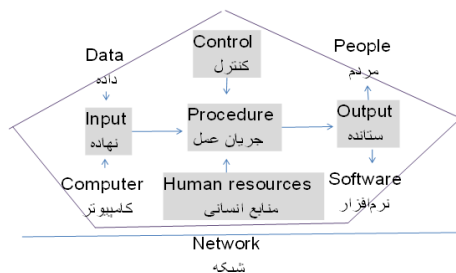 Control
کنترل
Data
داده
People
مردم
Input
نهاده
Procedure
جریان عمل
Output
ستانده
Computer
کامپیوتر
Human resources
منابع انسانی
Software
نرم‌افزار
Network
شبکه